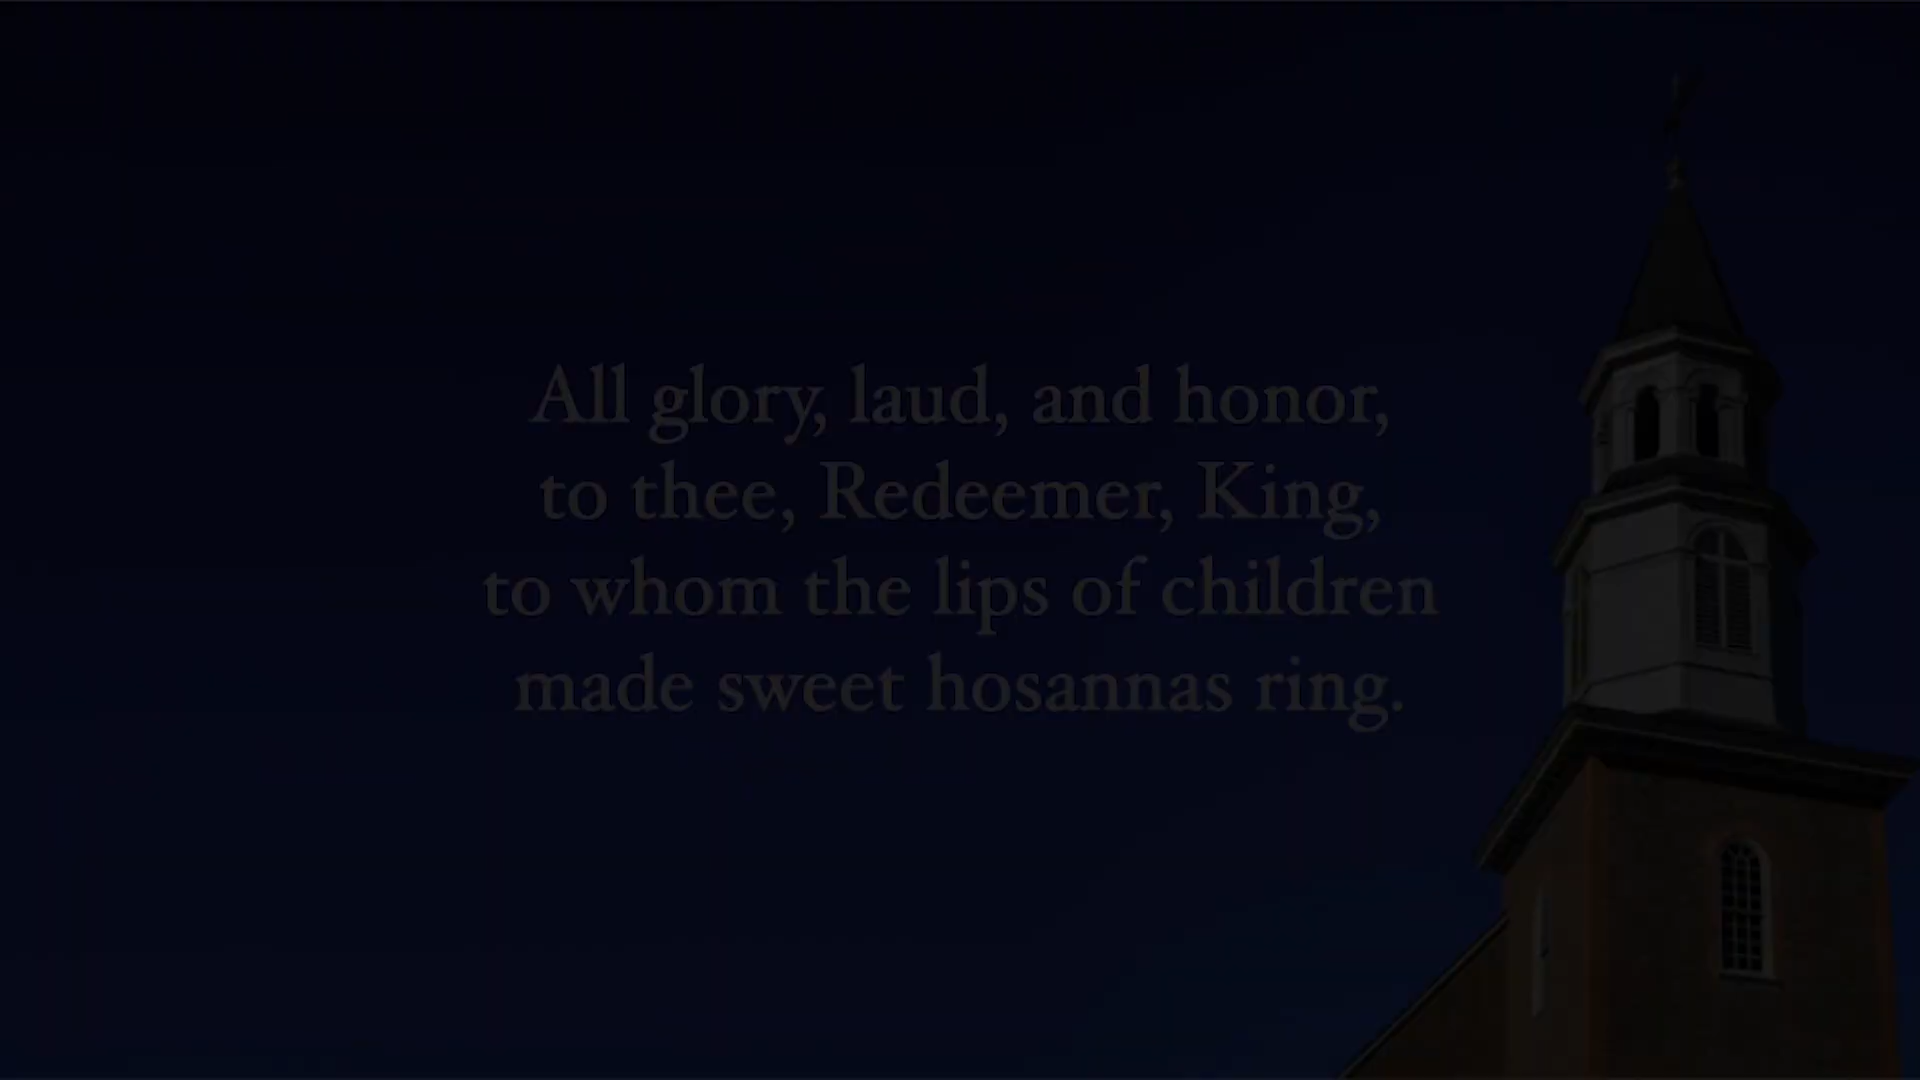 All glory, laud, and honor,
to thee, Redeemer, King,
to whom the lips of children
made sweet hosannas ring.